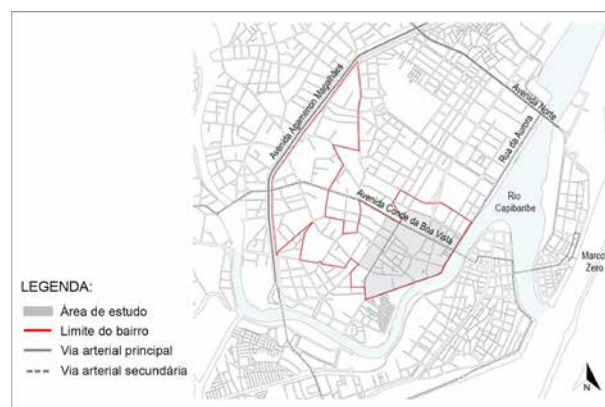 Avenida Agamenon Magalhães
Avenida Norte
Rua da Aurora
Avenida Conde da Boa Vista
Rio
Capibaribe
Marco
Zero
LEGENDA:
Área de estudo
Limite do bairro
Via arterial principal
Via arterial secundária
N